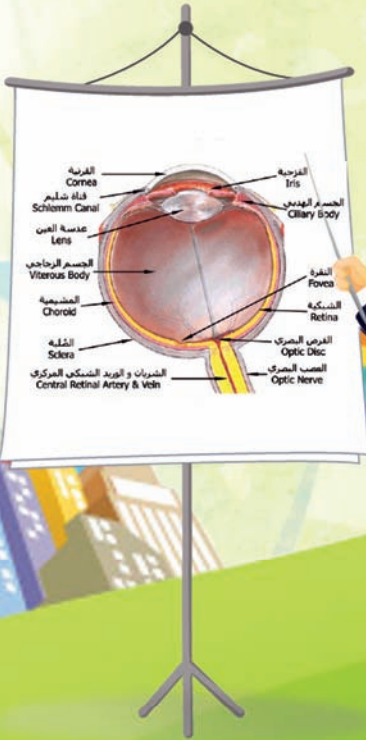 القرنية
Cornea
قناة شليم
Schlemm Canal
عدسة العين
Lens
الجسم الزجاجي
Viterous Body
المشيمية
Choroid
الصُلبة
Sclera
الشريان و الوريد الشبكي المركزي
Central Retinal Artery & Vein
القزحية
Iris
الجسم الهدبي
Ciliary Body
النقرة
Fovea
الشبكية
Retina
القرص البصري
Optic Disc
العصب البصري
Optic Nerve